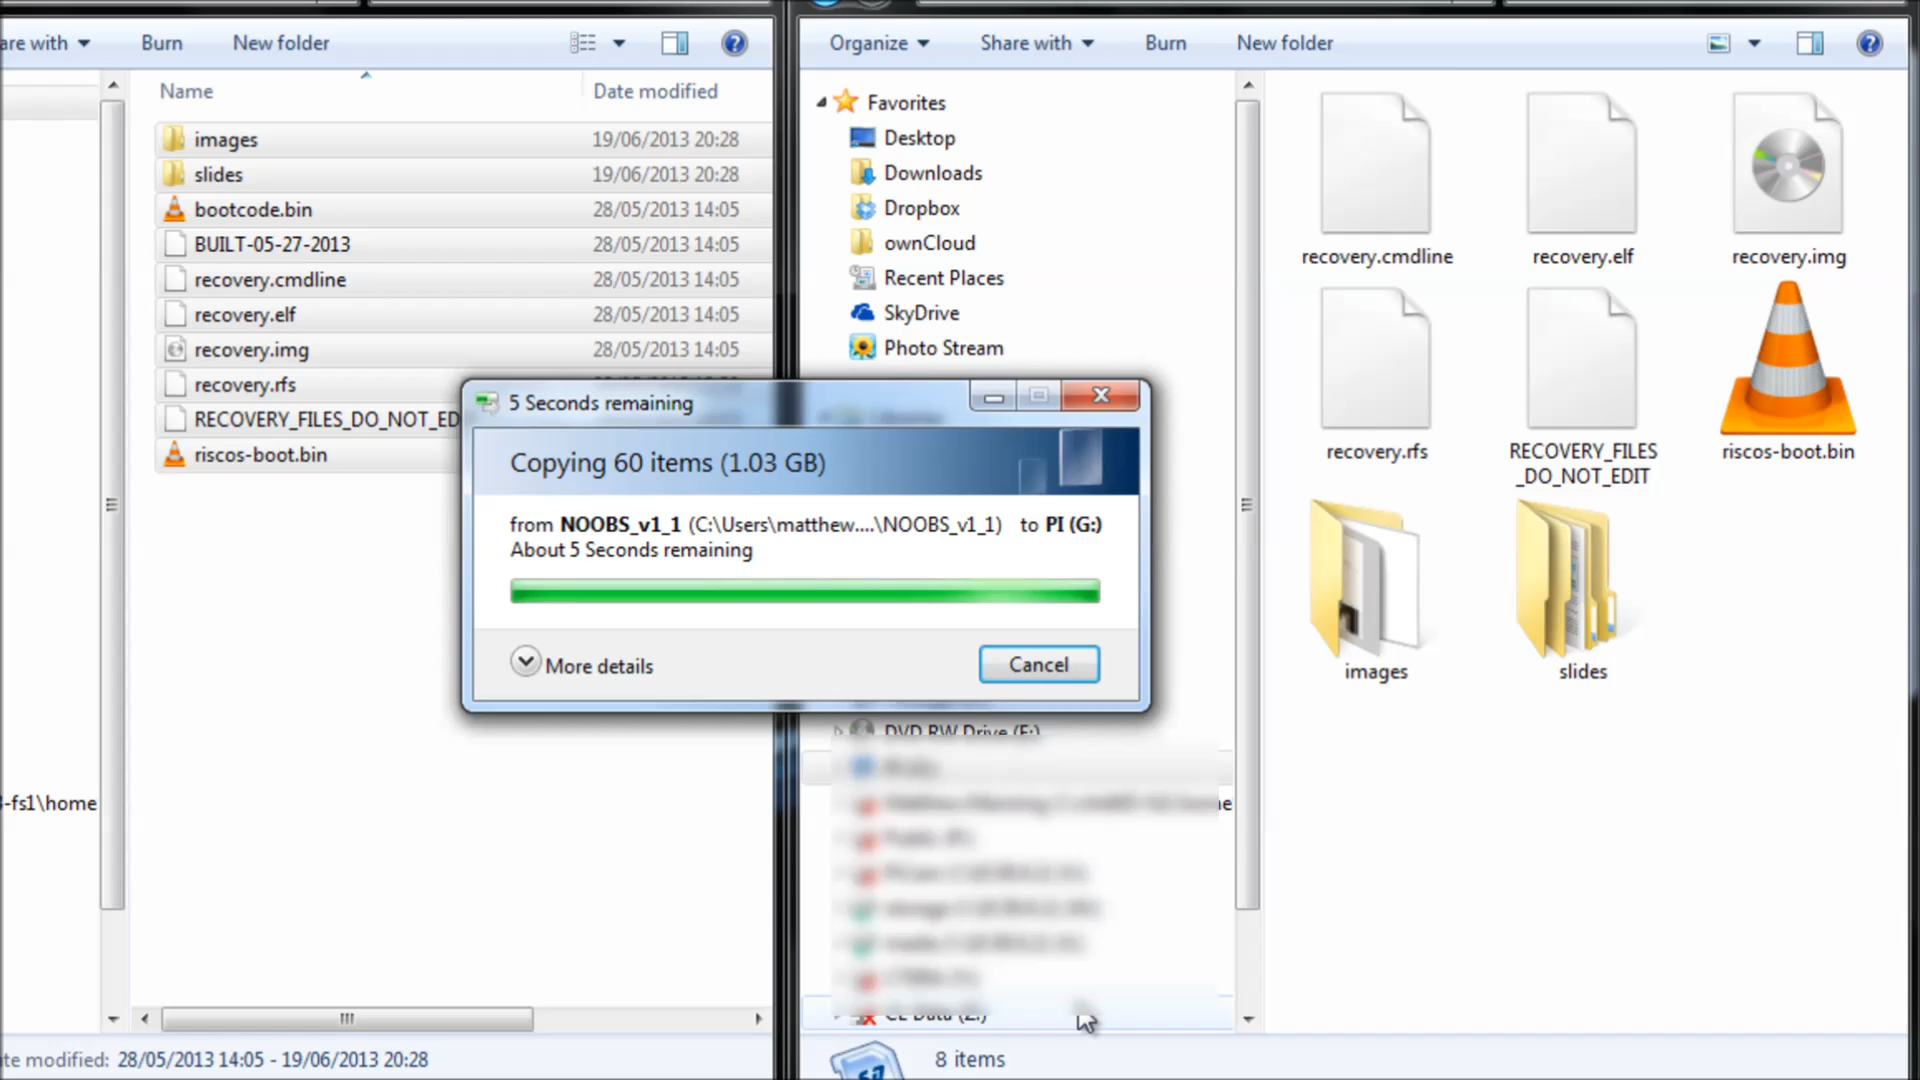 are with
Burn
New folder
Name
Date modified
images 19/06/2013 20:28
slides 19/06/2013 20:28
bootcode.bin 28/05/2013 14:05
BUILT-05-27-2013 28/05/2013 14:05
recovery.cmdline 28/05/2013 14:05
recovery.elf 28/05/2013 14:05
recovery.img 28/05/2013 14:05
recovery.rfs
RECOVERY_FILES_DO_NOT_ED
riscos-boot.bin
-fs1\home
te modified: 28/05/2013 14:05 - 19/06/2013 20:28
5 Seconds remaining
Copying 60 items (1.03 GB)
from NOOBS_v1_1 (C:\Users\matthew....\NOOBS_v1_1) to PI (G:)
About 5 Seconds remaining
More details
Cancel
Organize
Share with
Burn
New folder
Favorites
Desktop
Downloads
Dropbox
ownCloud
Recent Places
SkyDrive
Photo Stream
DVD RW Drive (F:)
recovery.cmdline
recovery.elf
recovery.img
recovery.rfs
RECOVERY_FILES
_DO_NOT_EDIT
riscos-boot.bin
images
slides
8 items